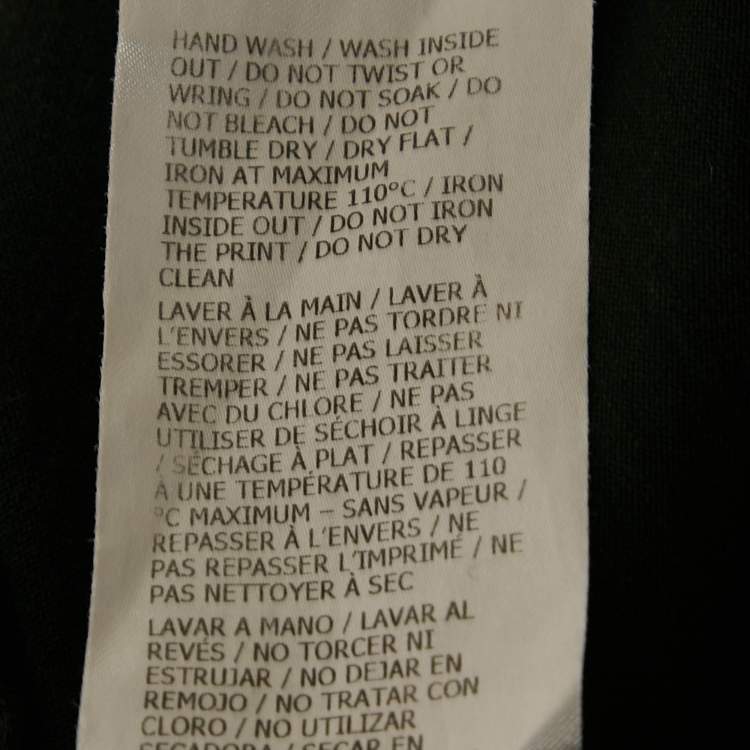 HAND WASH / WASH INSIDE
OUT / DO NOT TWIST OR
WRING / DO NOT SOAK / DO
NOT BLEACH / DO NOT
TUMBLE DRY / DRY FLAT /
IRON AT MAXIMUM
TEMPERATURE 110°C / IRON
INSIDE OUT / DO NOT IRON
THE PRINT / DO NOT DRY
CLEAN
LAVER À LA MAIN / LAVER À
L'ENVERS / NE PAS TORDRE NI
ESSORER / NE PAS LAISSER
TREMPER / NE PAS TRAITER
AVEC DU CHLORE / NE PAS
UTILISER DE SÉCHOIR À LINGE
/ SÉCHAGE À PLAT / REPASSER
À UNE TEMPÉRATURE DE 110
°C MAXIMUM – SANS VAPEUR /
REPASSER À L'ENVERS / NE
PAS REPASSER L'IMPRIMÉ / NE
PAS NETTOYER À SEC
LAVAR A MANO / LAVAR AL
REVÉS / NO TORCER NI
ESTRUJAR / NO DEJAR EN
REMOJO / NO TRATAR CON
CLORO / NO UTILIZAR
SECADORA / SECAR EN